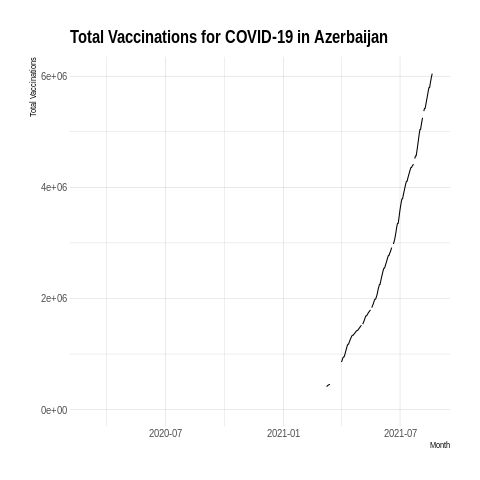 Total Vaccinations for COVID-19 in Azerbaijan
Total Vaccinations
6e+06
4e+06
2e+06
0e+00
2020-07
2021-01
2021-07
Month